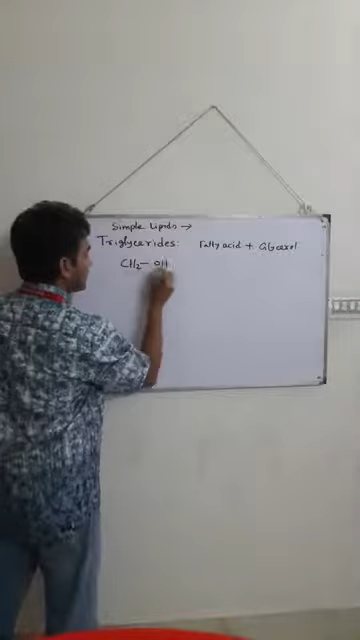 Simple Lipids →
Triglycerides: Fatty acid + Glycerol
CH2— OH